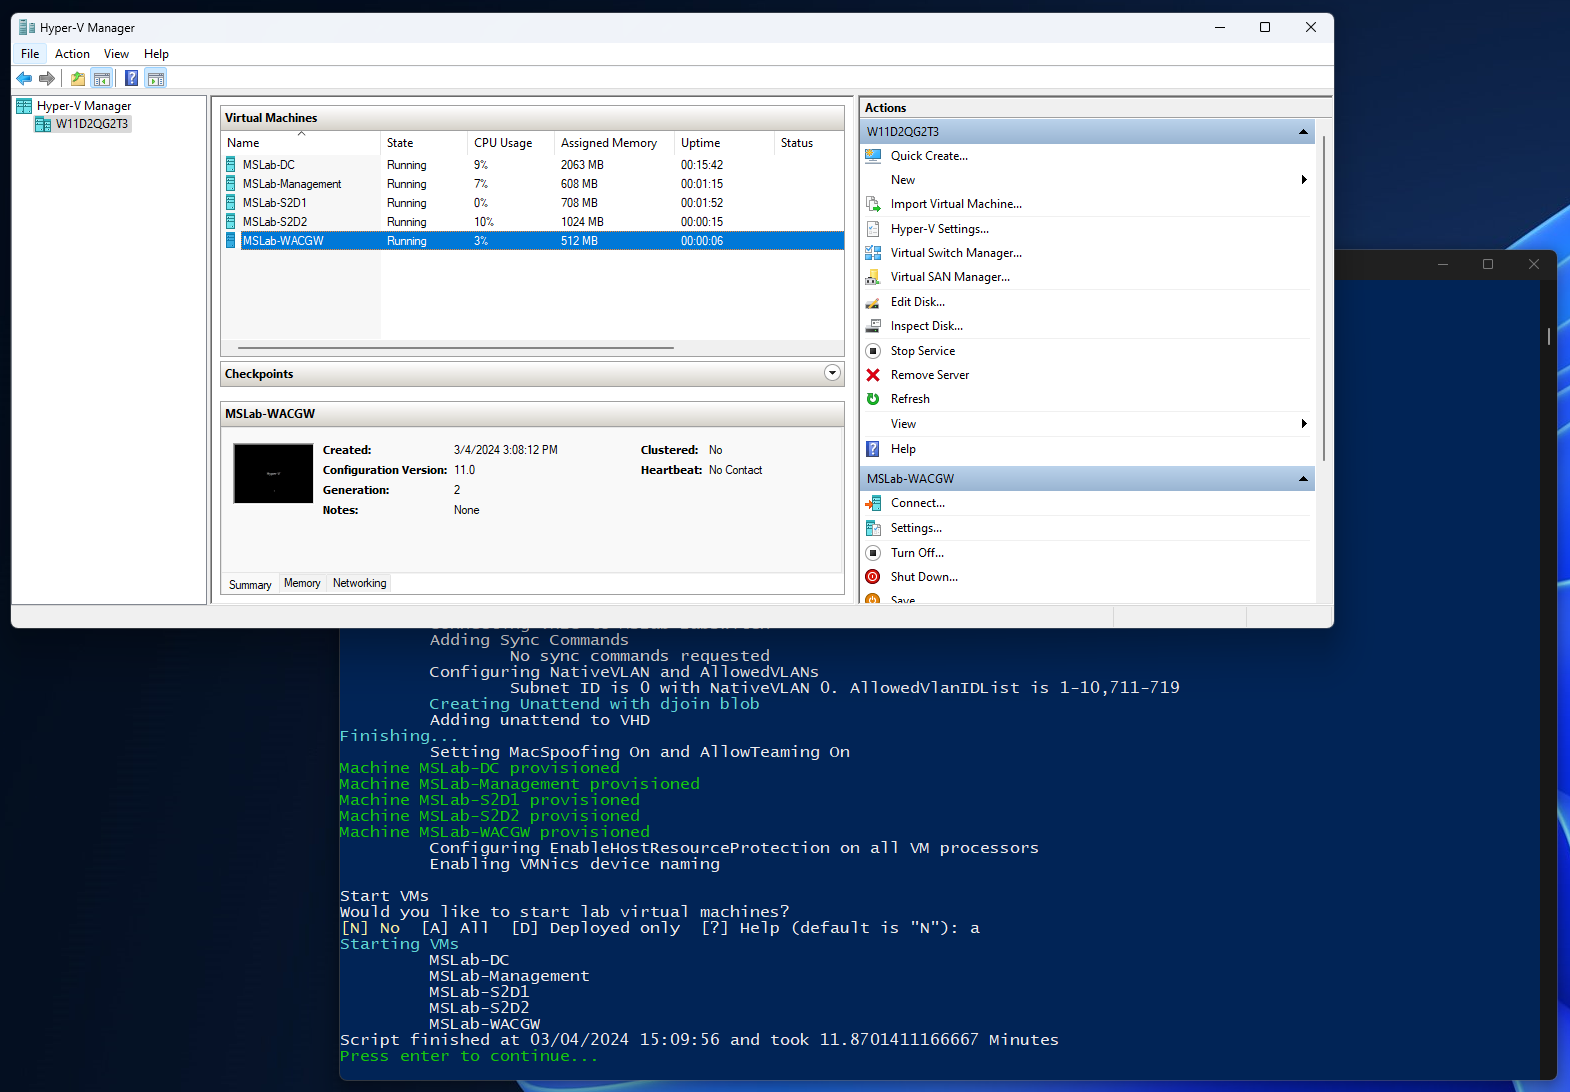 Hyper-V Manager
File Action View Help
Hyper-V Manager
W11D2QG2T3
Virtual Machines
Name State CPU Usage Assigned Memory Uptime Status
MSLab-DC Running 9% 2063 MB 00:15:42
MSLab-Management Running 7% 608 MB 00:01:15
MSLab-S2D1 Running 0% 708 MB 00:01:52
MSLab-S2D2 Running 10% 1024 MB 00:00:15
MSLab-WACGW Running 3% 512 MB 00:00:06
Checkpoints
MSLab-WACGW
Hyper-V
Created: 3/4/2024 3:08:12 PM Clustered: No
Configuration Version: 11.0 Heartbeat: No Contact
Generation: 2
Notes: None
Summary Memory Networking
Actions
W11D2QG2T3
Quick Create...
New
Import Virtual Machine...
Hyper-V Settings...
Virtual Switch Manager...
Virtual SAN Manager...
Edit Disk...
Inspect Disk...
Stop Service
Remove Server
Refresh
View
Help
MSLab-WACGW
Connect...
Settings...
Turn Off...
Shut Down...
Save
Adding Sync Commands
No sync commands requested
Configuring NativeVLAN and AllowedVLANs
Subnet ID is 0 with NativeVLAN 0. AllowedVlanIDList is 1-10,711-719
Creating Unattend with djoin blob
Adding unattend to VHD
Finishing...
Setting MacSpoofing On and AllowTeaming On
Machine MSLab-DC provisioned
Machine MSLab-Management provisioned
Machine MSLab-S2D1 provisioned
Machine MSLab-S2D2 provisioned
Machine MSLab-WACGW provisioned
Configuring EnableHostResourceProtection on all VM processors
Enabling VMNics device naming
Start VMs
Would you like to start lab virtual machines?
[N] No [A] All [D] Deployed only [?] Help (default is "N"): a
Starting VMs
MSLab-DC
MSLab-Management
MSLab-S2D1
MSLab-S2D2
MSLab-WACGW
Script finished at 03/04/2024 15:09:56 and took 11.8701411166667 Minutes
Press enter to continue...